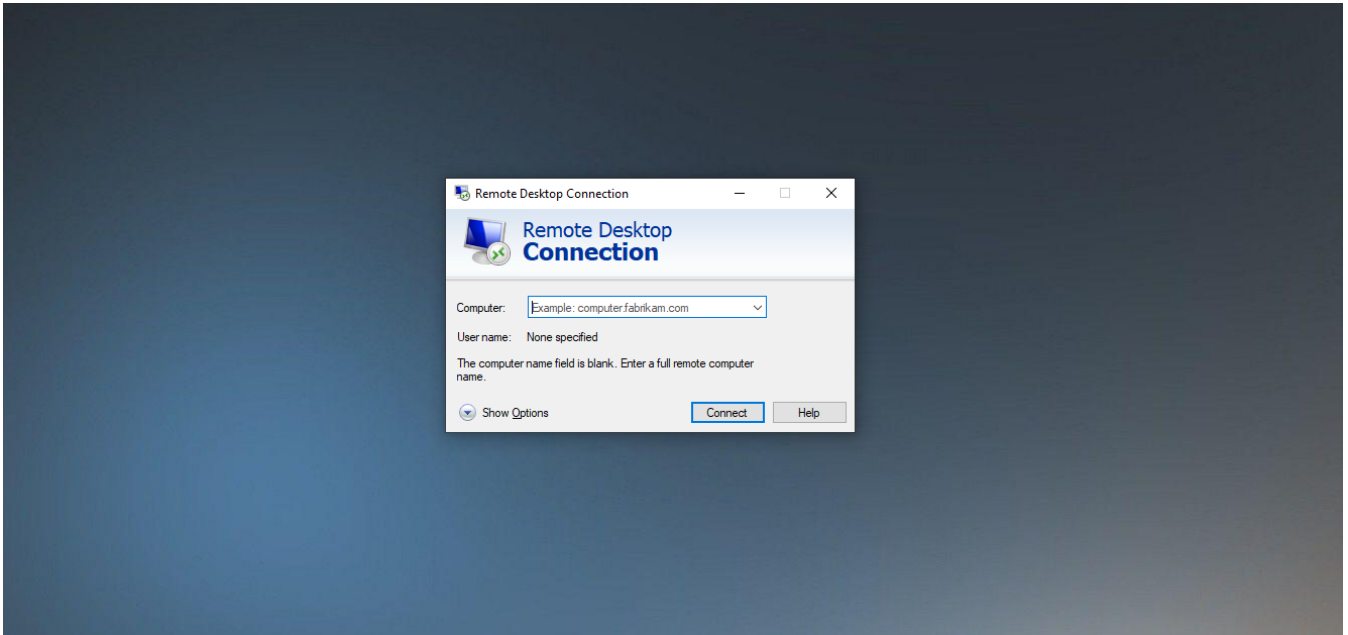 Remote Desktop Connection
Remote Desktop
Connection
Computer: Example: computer.fabrikam.com
User name: None specified
The computer name field is blank. Enter a full remote computer
name.
Show Options Connect Help